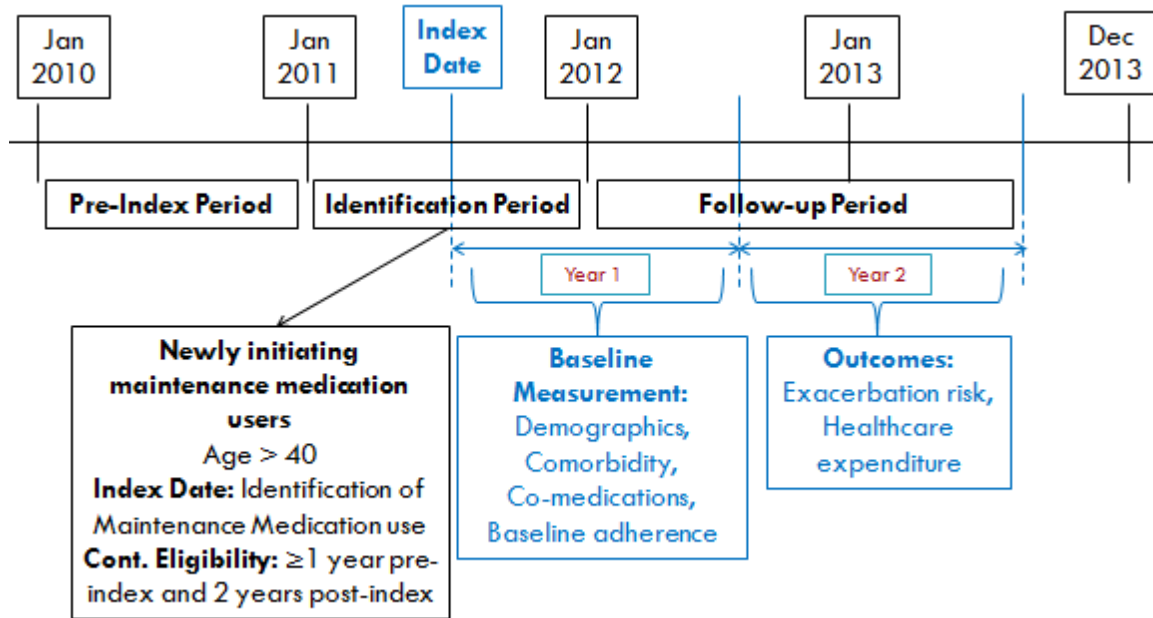 Jan
2010
Jan
2011
Index
Date
Jan
2012
Jan
2013
Dec
2013
Pre-Index Period
Identification Period
Follow-up Period
Year 1
Year 2
Newly initiating
maintenance medication
users
Age > 40
Index Date: Identification of
Maintenance Medication use
Cont. Eligibility: ≥1 year pre-
index and 2 years post-index
Baseline
Measurement:
Demographics,
Comorbidity,
Co-medications,
Baseline adherence
Outcomes:
Exacerbation risk,
Healthcare
expenditure